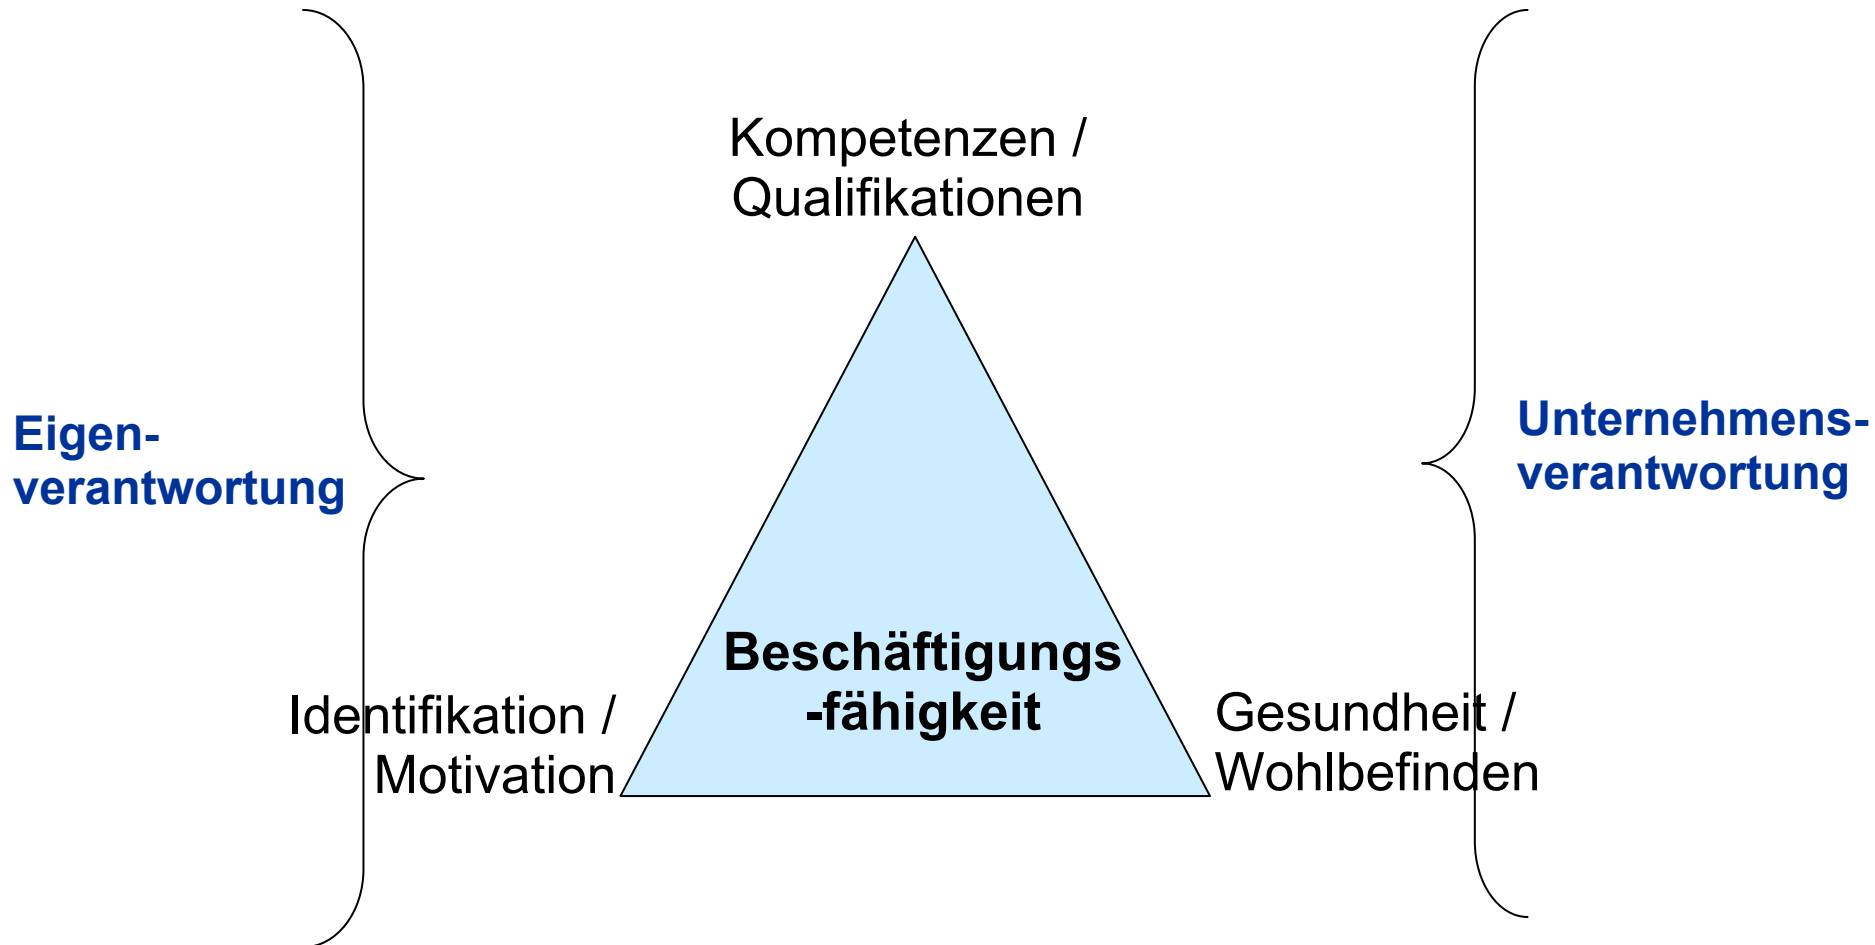 Kompetenzen /
Qualifikationen
Eigen-
verantwortung
Unternehmens-
verantwortung
Beschäftigungs
-fähigkeit
Identifikation /
Motivation
Gesundheit /
Wohlbefinden